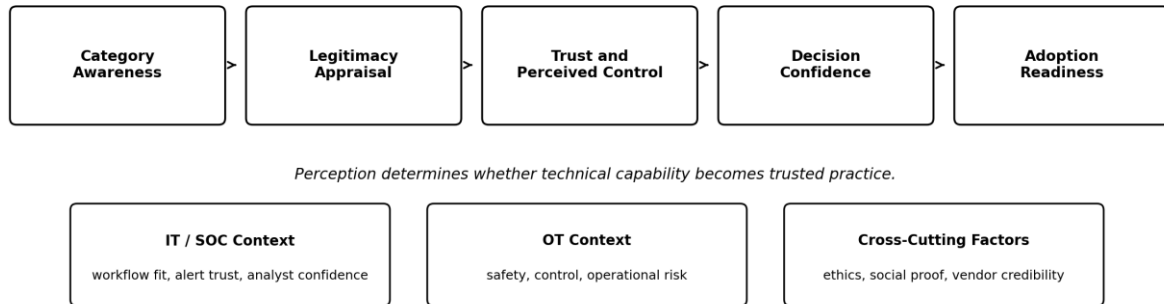 Category
Awareness
Legitimacy
Appraisal
Trust and
Perceived Control
Decision
Confidence
Adoption
Readiness
Perception determines whether technical capability becomes trusted practice.
IT / SOC Context
workflow fit, alert trust, analyst confidence
OT Context
safety, control, operational risk
Cross-Cutting Factors
ethics, social proof, vendor credibility